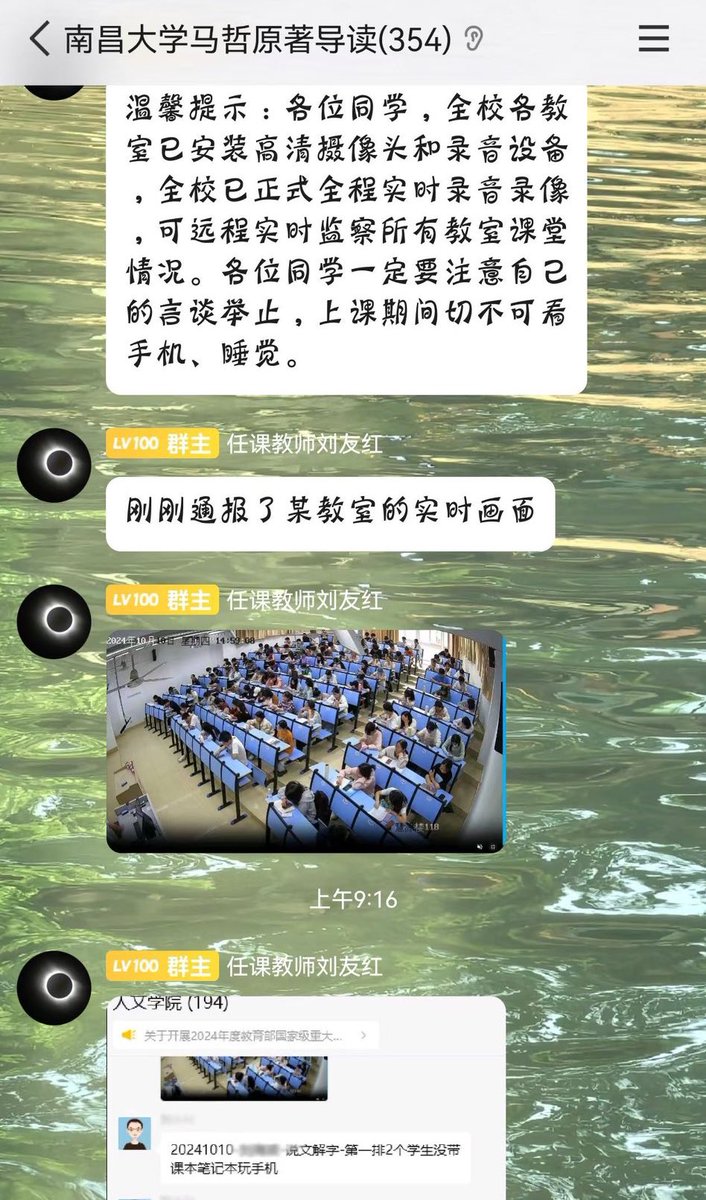 南昌大学马哲原著导读(354)
温馨提示：各位同学，全校各教
室已安装高清摄像头和录音设备
，全校已正式全程实时录音录像
，可远程实时监察所有教室课堂
情况。各位同学一定要注意自己
的言谈举止，上课期间切不可看
手机、睡觉。
LV100 群主 任课教师刘友红
刚刚通报了某教室的实时画面
LV100 群主 任课教师刘友红
2024年10月10日 星期四 14:59:00
楼118
上午9:16
LV100 群主 任课教师刘友红
人文学院 (194)
关于开展2024年度教育部国家级重大...
20241010 说文解字-第一排2个学生没带
课本笔记本玩手机